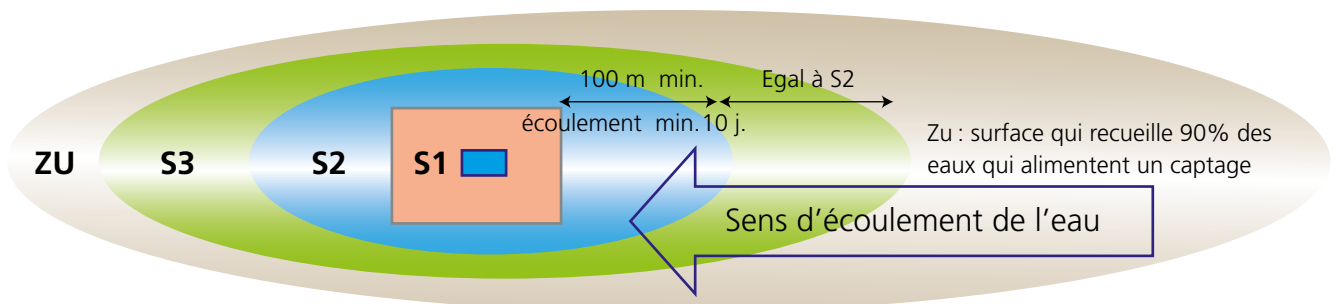 100 m min.
Egal à S2
écoulement min.10 j.
ZU
S3
S2
S1
Zu : surface qui recueille 90% des
eaux qui alimentent un captage
Sens d’écoulement de l’eau